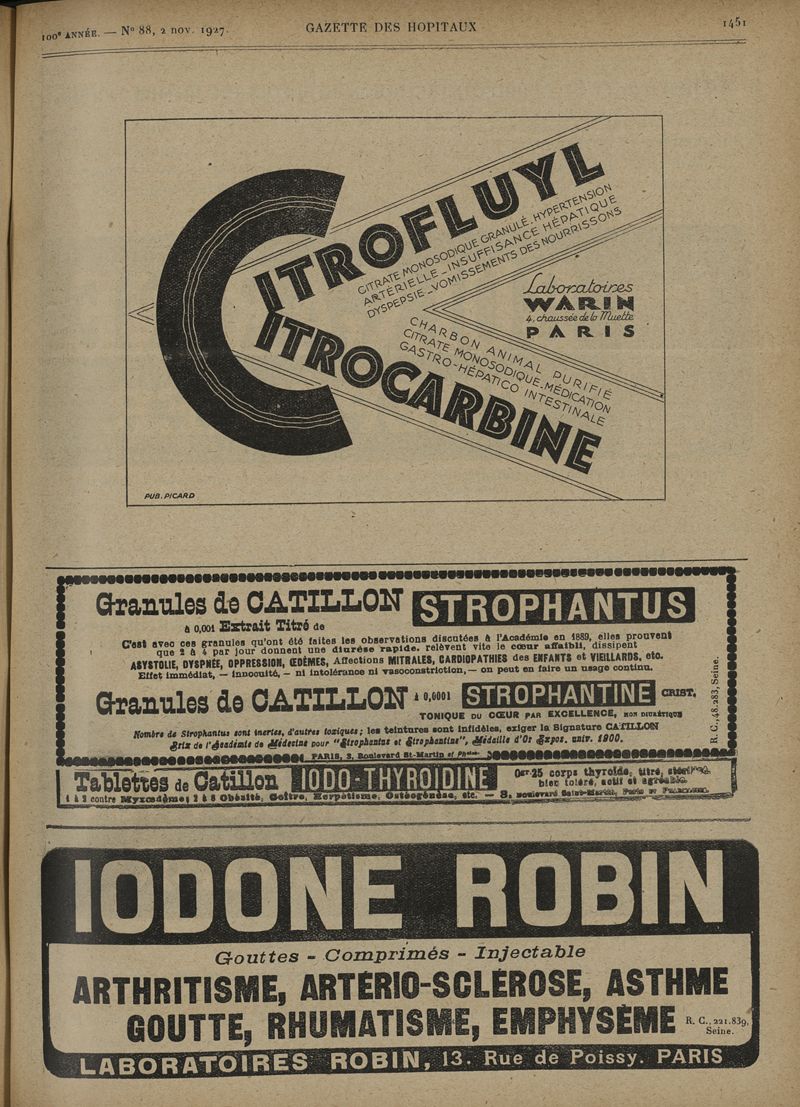 100e ANNÉE. — No 88, 2 nov. 1927.
GAZETTE DES HOPITAUX
1451
CITROFLUYL
CITRATE MONOSODIQUE GRANULÉ. HYPERTENSION
ARTÉRIELLE - INSUFFISANCE HÉPATIQUE
DYSPEPSIE - VOMISSEMENTS DES NOURRISSONS
Laboratoires
WARIN
4, chaussée de la Muette
PARIS
CHARBON ANIMAL PURIFIÉ
CITRATE MONOSODIQUE - MÉDICATION
GASTRO-HÉPATICO INTESTINALE
CITROCARBINE
PUB. PICARD
Granules de CATILLON STROPHANTUS
à 0,001 Extrait Titré de
C'est avec ces granules qu'ont été faites les observations discutées à l'Académie en 1889, elles prouvent
que 2 à 4 par jour donnent une diurèse rapide, relèvent vite le cœur affaibli, dissipent
ASYSTOLIE, DYSPNÉE, OPPRESSION, ŒDÈMES, Affections MITRALES, CARDIOPATHIES des ENFANTS et VIEILLARDS, etc.
Effet immédiat, — innocuité, — ni intolérance ni vasoconstriction, — on peut en faire un usage continu.
Granules de CATILLON à 0,0001 STROPHANTINE CRIST.
TONIQUE DU CŒUR PAR EXCELLENCE, NON DIURÉTIQUE
Nombre de Strophantus sont inertes, d'autres toxiques; les teintures sont infidèles, exiger la Signature CATILLON
Prix de l'Académie de Médecine pour "Strophantus et Strophantine", Médaille d'Or Expos. univ. 1900.
PARIS, 3, Boulevard St-Martin et Phcies
R. C., 48.283, Seine.
Tablettes de Catillon IODO-THYROIDINE
0gr25 corps thyroïde, titré, stérilisé,
bien toléré, actif et agréable.
1 à 2 contre Myxœdème; 2 à 8 Obésité, Goître, Herpétisme, Ostéogénèse, etc. — 3, Boulevard Saint-Martin, Paris et Pharmacies.
IODONE ROBIN
Gouttes - Comprimés - Injectable
ARTHRITISME, ARTÉRIO-SCLÉROSE, ASTHME
GOUTTE, RHUMATISME, EMPHYSÈME
R. C., 221.839,
Seine.
LABORATOIRES ROBIN, 13. Rue de Poissy. PARIS